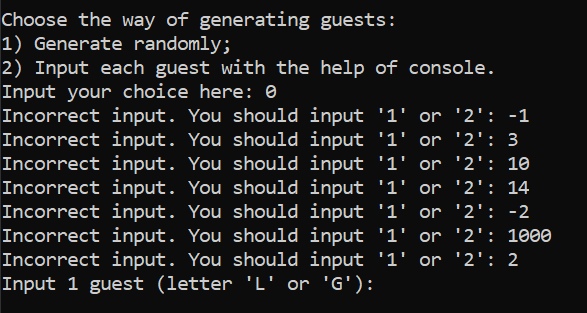 Choose the way of generating guests:
1) Generate randomly;
2) Input each guest with the help of console.
Input your choice here: 0
Incorrect input. You should input '1' or '2': -1
Incorrect input. You should input '1' or '2': 3
Incorrect input. You should input '1' or '2': 10
Incorrect input. You should input '1' or '2': 14
Incorrect input. You should input '1' or '2': -2
Incorrect input. You should input '1' or '2': 1000
Incorrect input. You should input '1' or '2': 2
Input 1 guest (letter 'L' or 'G'):